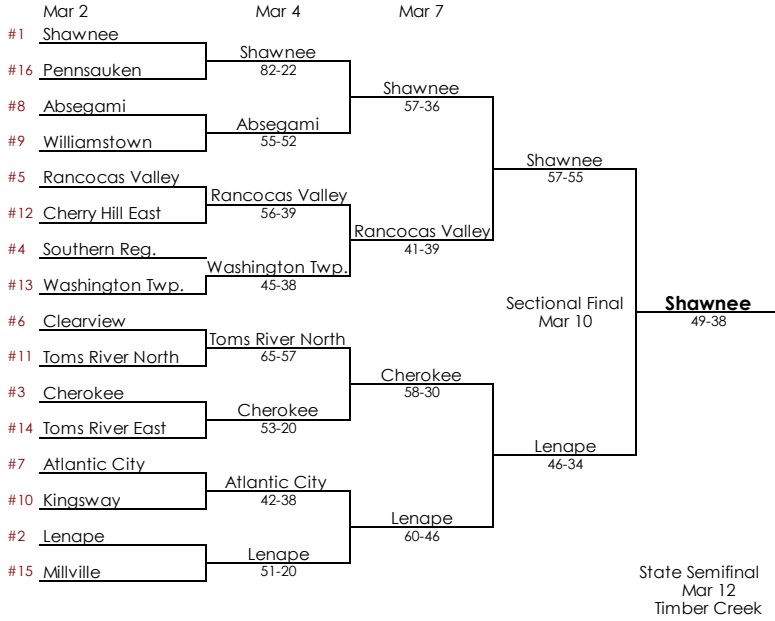 Mar 2 Mar 4 Mar 7
#1 Shawnee
Shawnee
82-22
#16 Pennsauken
Shawnee
57-36
#8 Absegami
Absegami
55-52
#9 Williamstown
Shawnee
57-55
#5 Rancocas Valley
Rancocas Valley
56-39
#12 Cherry Hill East
Rancocas Valley
41-39
#4 Southern Reg.
Washington Twp.
45-38
#13 Washington Twp.
Sectional Final
Mar 10
Shawnee
49-38
#6 Clearview
Toms River North
65-57
#11 Toms River North
Cherokee
58-30
#3 Cherokee
Cherokee
53-20
#14 Toms River East
Lenape
46-34
#7 Atlantic City
Atlantic City
42-38
#10 Kingsway
Lenape
60-46
#2 Lenape
Lenape
51-20
#15 Millville
State Semifinal
Mar 12
Timber Creek